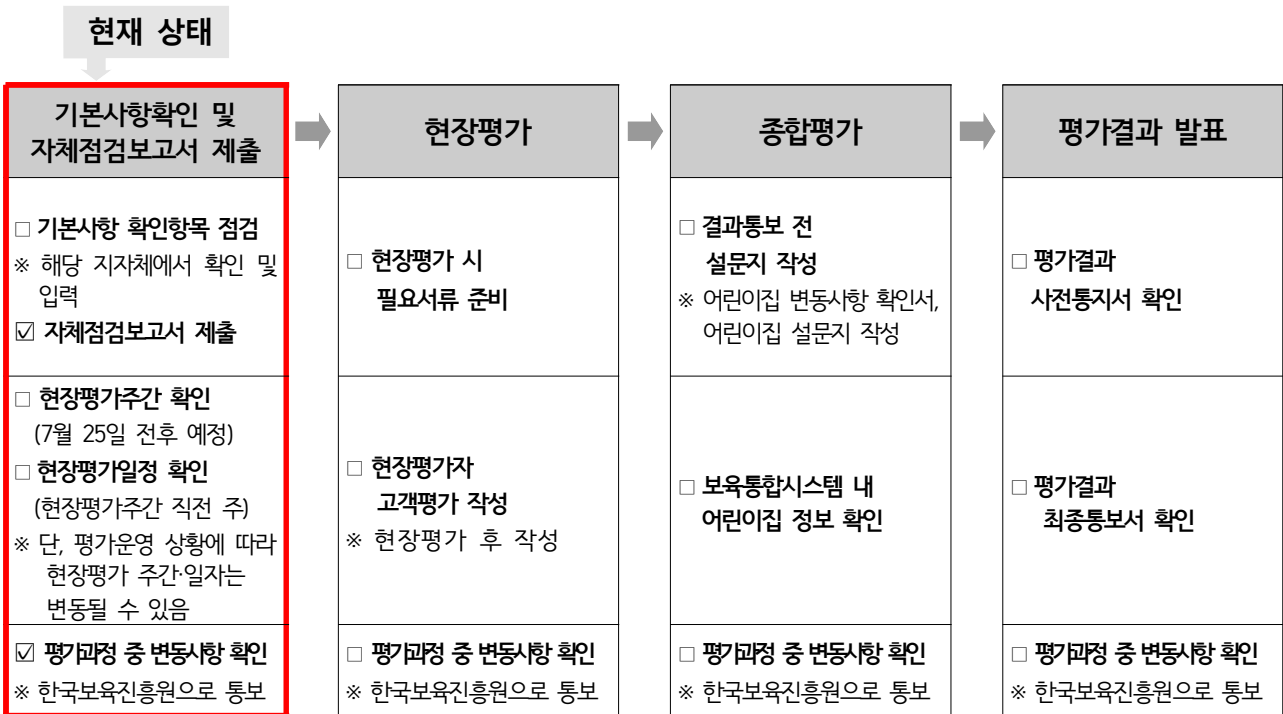 현재 상태
기본사항확인 및
자체점검보고서 제출
□ 기본사항 확인항목 점검
※ 해당 지자체에서 확인 및
입력
☑ 자체점검보고서 제출
□ 현장평가주간 확인
(7월 25일 전후 예정)
□ 현장평가일정 확인
(현장평가주간 직전 주)
※ 단, 평가운영 상황에 따라
현장평가 주간·일자는
변동될 수 있음
☑ 평가과정 중 변동사항 확인
※ 한국보육진흥원으로 통보
현장평가
□ 현장평가 시
필요서류 준비
□ 현장평가자
고객평가 작성
※ 현장평가 후 작성
□ 평가과정 중 변동사항 확인
※ 한국보육진흥원으로 통보
종합평가
□ 결과통보 전
설문지 작성
※ 어린이집 변동사항 확인서,
어린이집 설문지 작성
□ 보육통합시스템 내
어린이집 정보 확인
□ 평가과정 중 변동사항 확인
※ 한국보육진흥원으로 통보
평가결과 발표
□ 평가결과
사전통지서 확인
□ 평가결과
최종통보서 확인
□ 평가과정 중 변동사항 확인
※ 한국보육진흥원으로 통보